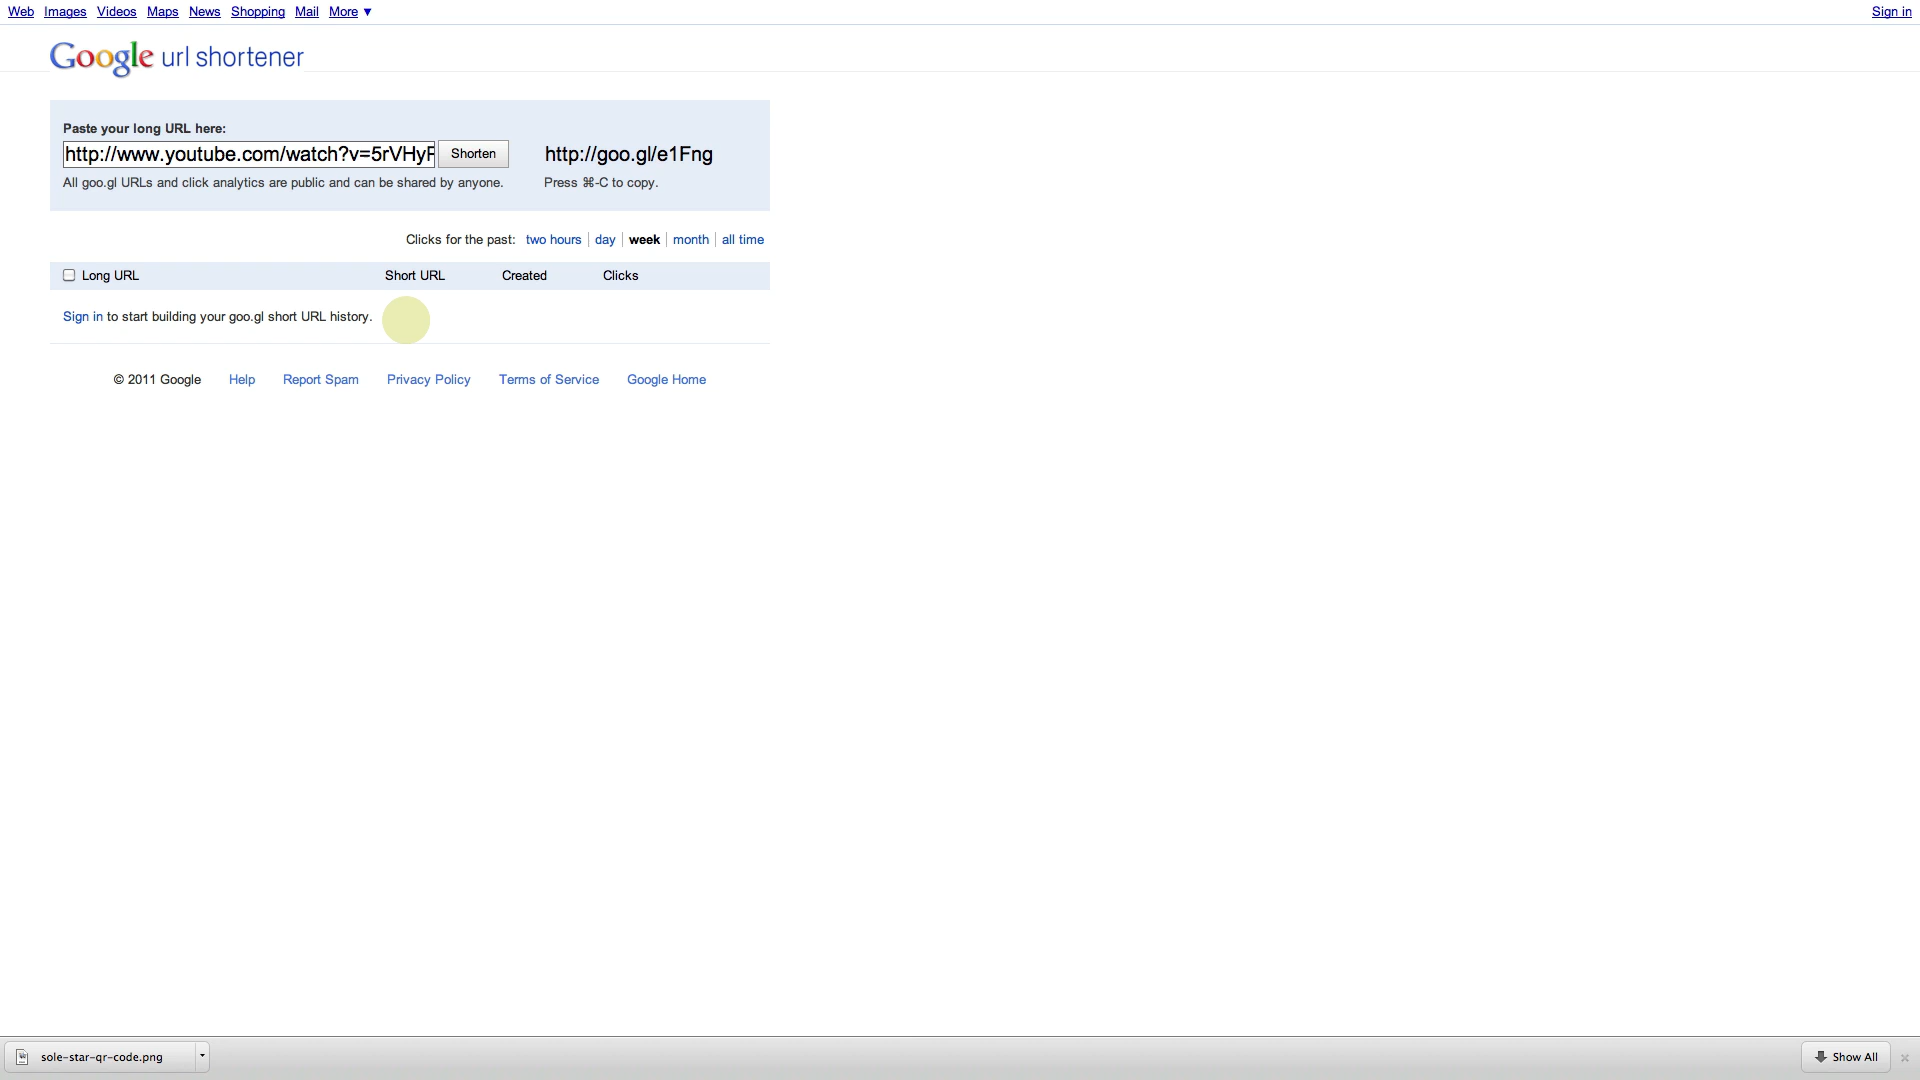 Web Images Videos Maps News Shopping Mail More ▼ Sign in
Google url shortener
Paste your long URL here:
http://www.youtube.com/watch?v=5rVHyF Shorten http://goo.gl/e1Fng
All goo.gl URLs and click analytics are public and can be shared by anyone. Press ⌘-C to copy.
Clicks for the past: two hours day week month all time
Long URL Short URL Created Clicks
Sign in to start building your goo.gl short URL history.
© 2011 Google Help Report Spam Privacy Policy Terms of Service Google Home
sole-star-qr-code.png Show All